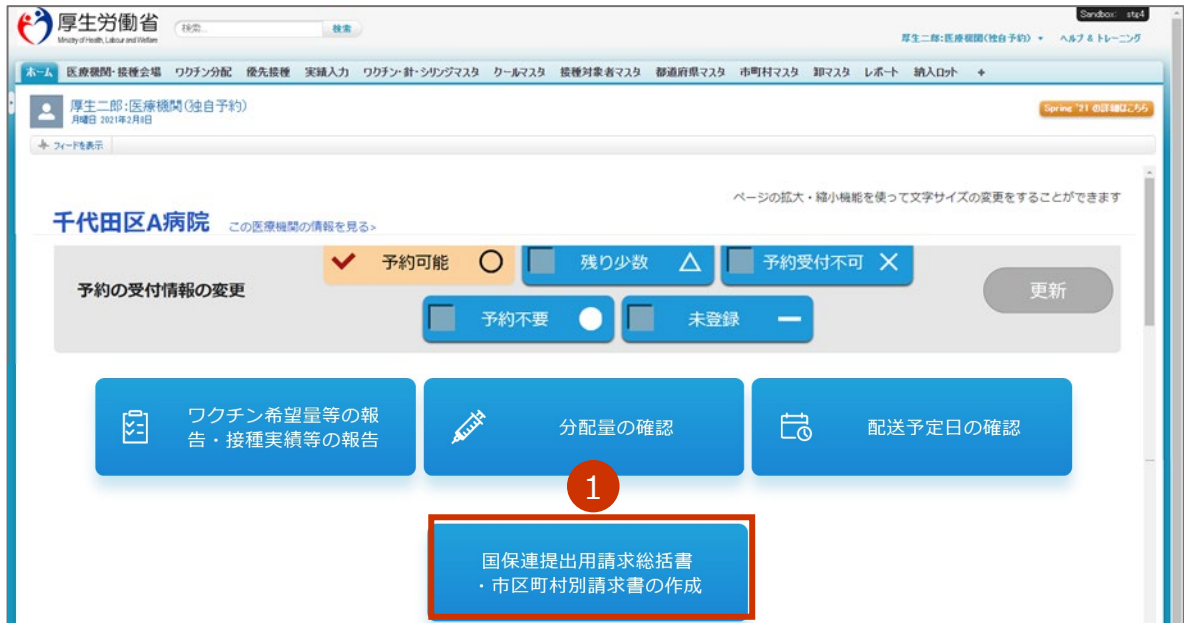 Sandbox: stg4
厚生労働省
Ministry of Health, Labour and Welfare
検索...
検索
厚生二郎:医療機関(独自予約)
ヘルプ & トレーニング
ホーム 医療機関・接種会場 ワクチン分配 優先接種 実績入力 ワクチン・針・シリンジマスタ クールマスタ 接種対象者マスタ 都道府県マスタ 市町村マスタ 卸マスタ レポート 納入ロット +
厚生二郎:医療機関(独自予約)
月曜日 2021年2月8日
Spring '21 の詳細はこちら
フィードを表示
ページの拡大・縮小機能を使って文字サイズの変更をすることができます
千代田区A病院 この医療機関の情報を見る>
予約の受付情報の変更
予約可能 ○
残り少数 △
予約受付不可 ×
予約不要 ●
未登録 ー
更新
ワクチン希望量等の報
告・接種実績等の報告
分配量の確認
配送予定日の確認
1
国保連提出用請求総括書
・市区町村別請求書の作成